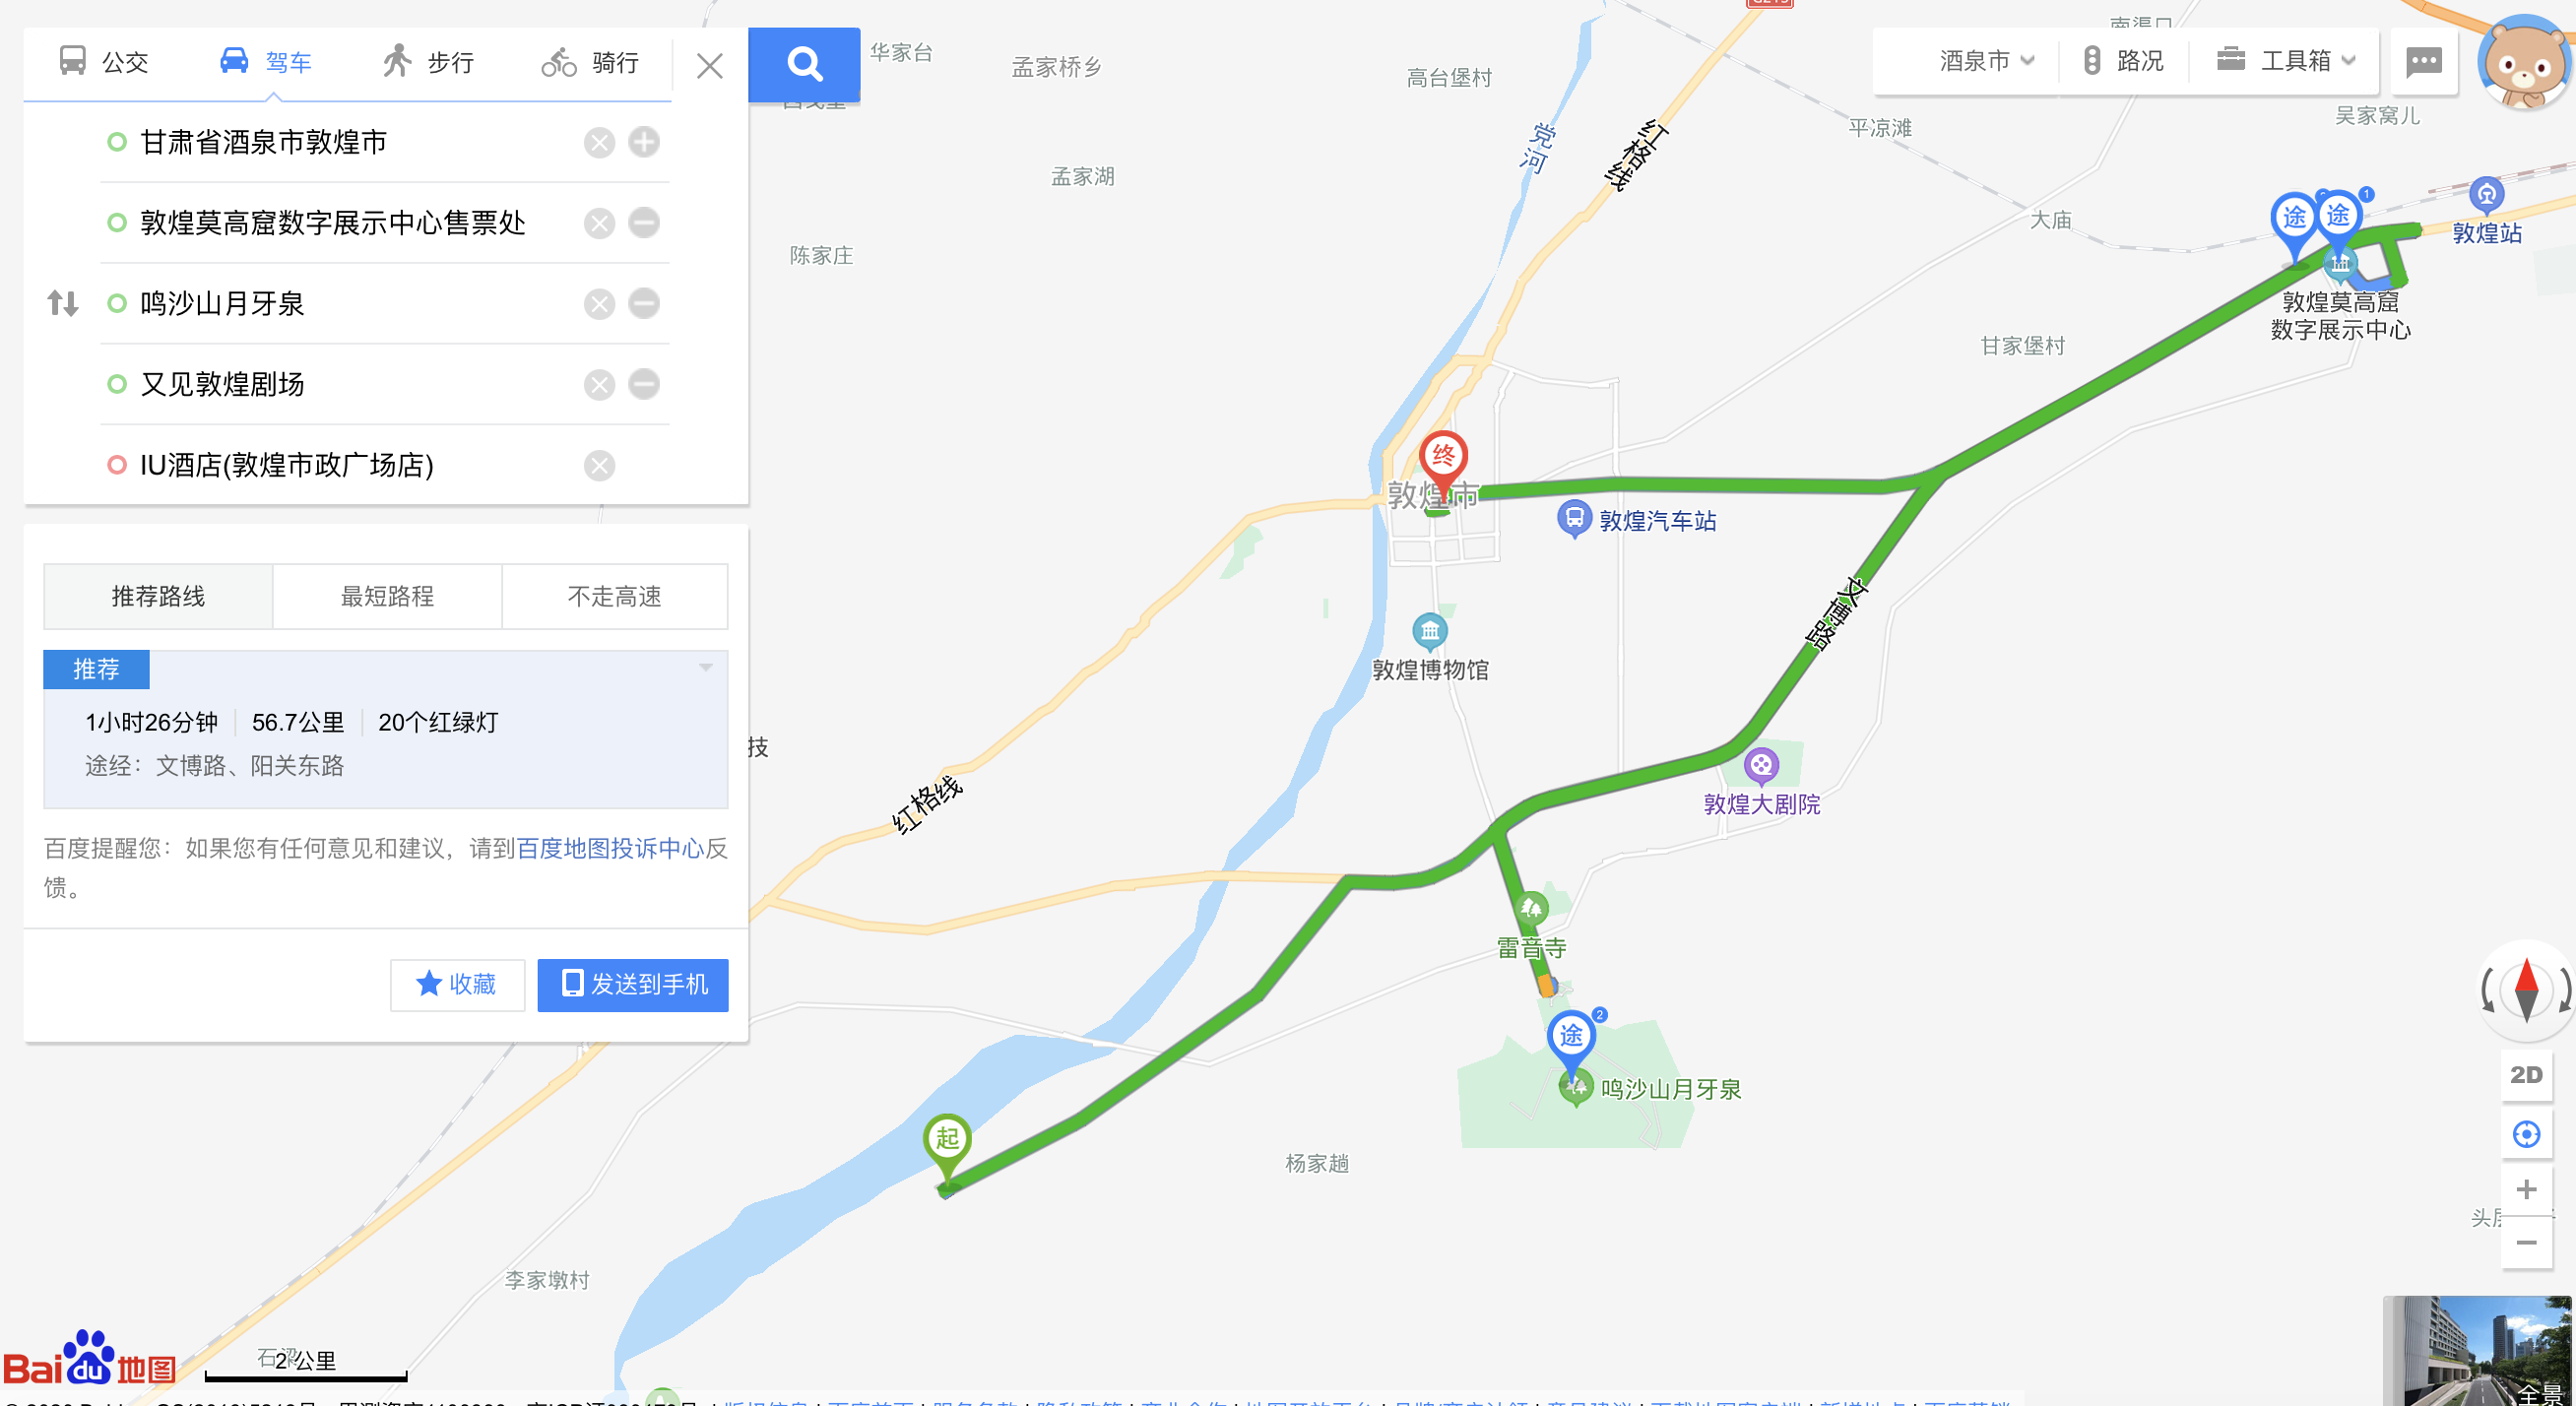 公交
驾车
步行
骑行
甘肃省酒泉市敦煌市
敦煌莫高窟数字展示中心售票处
鸣沙山月牙泉
又见敦煌剧场
IU酒店(敦煌市政广场店)
推荐路线
最短路程
不走高速
推荐
1小时26分钟
56.7公里
20个红绿灯
途经：文博路、阳关东路
百度提醒您：如果您有任何意见和建议，请到百度地图投诉中心反
馈。
收藏
发送到手机
酒泉市
路况
工具箱
华家台
孟家桥乡
高台堡村
孟家湖
陈家庄
党河
红格线
平凉滩
吴家窝儿
大庙
途
途
1
敦煌站
敦煌莫高窟
数字展示中心
甘家堡村
终
敦煌市
敦煌汽车站
文博路
敦煌博物馆
技
红格线
敦煌大剧院
雷音寺
途
2
鸣沙山月牙泉
起
杨家趟
李家墩村
2D
2 公里
Baidu地图
全景